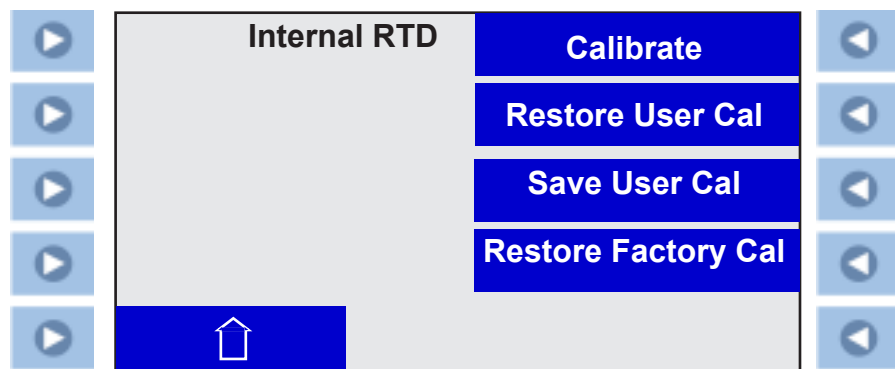 Internal RTD
Calibrate
Restore User Cal
Save User Cal
Restore Factory Cal